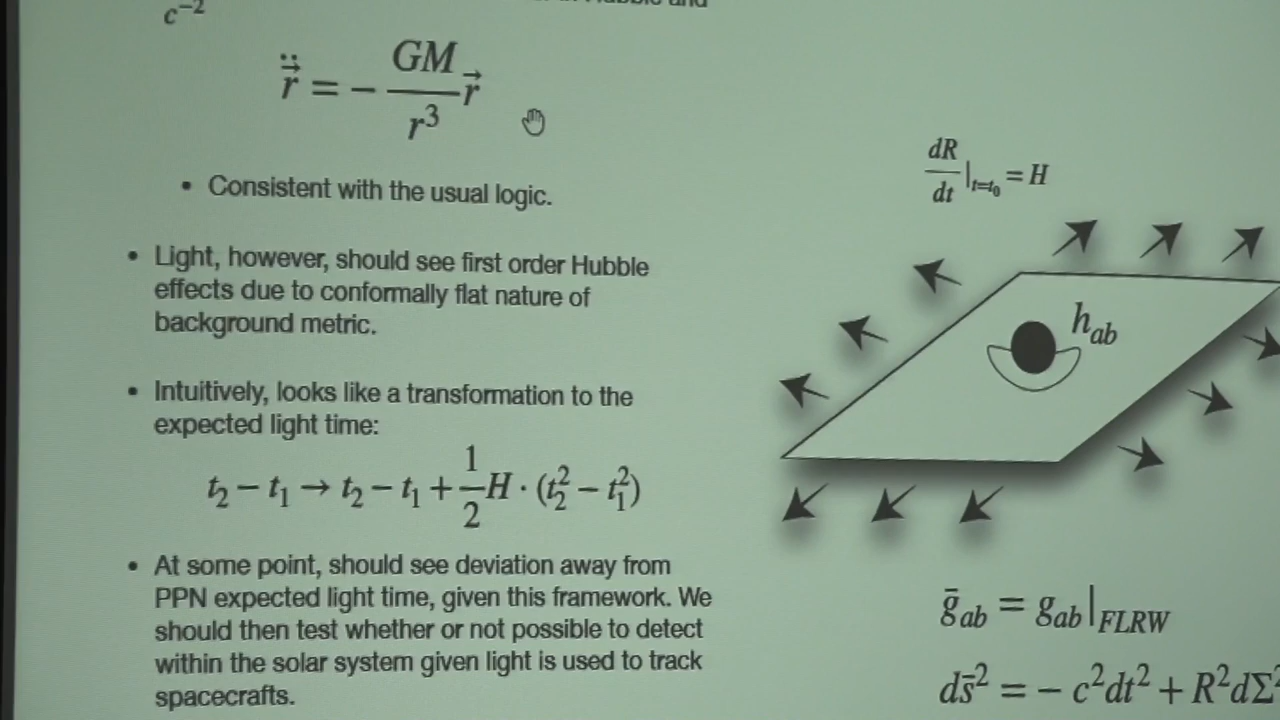 c⁻²
r̈⃗ = − GM/r³ r⃗
• Consistent with the usual logic.
• Light, however, should see first order Hubble
effects due to conformally flat nature of
background metric.
• Intuitively, looks like a transformation to the
expected light time:
t₂ − t₁ → t₂ − t₁ + 1/2 H · (t₂² − t₁²)
• At some point, should see deviation away from
PPN expected light time, given this framework. We
should then test whether or not possible to detect
within the solar system given light is used to track
spacecrafts.
dR/dt |ₜ₌ₜ₀ = H
h_ab
ḡ_ab = g_ab |_FLRW
ds̄² = − c²dt² + R²dΣ²